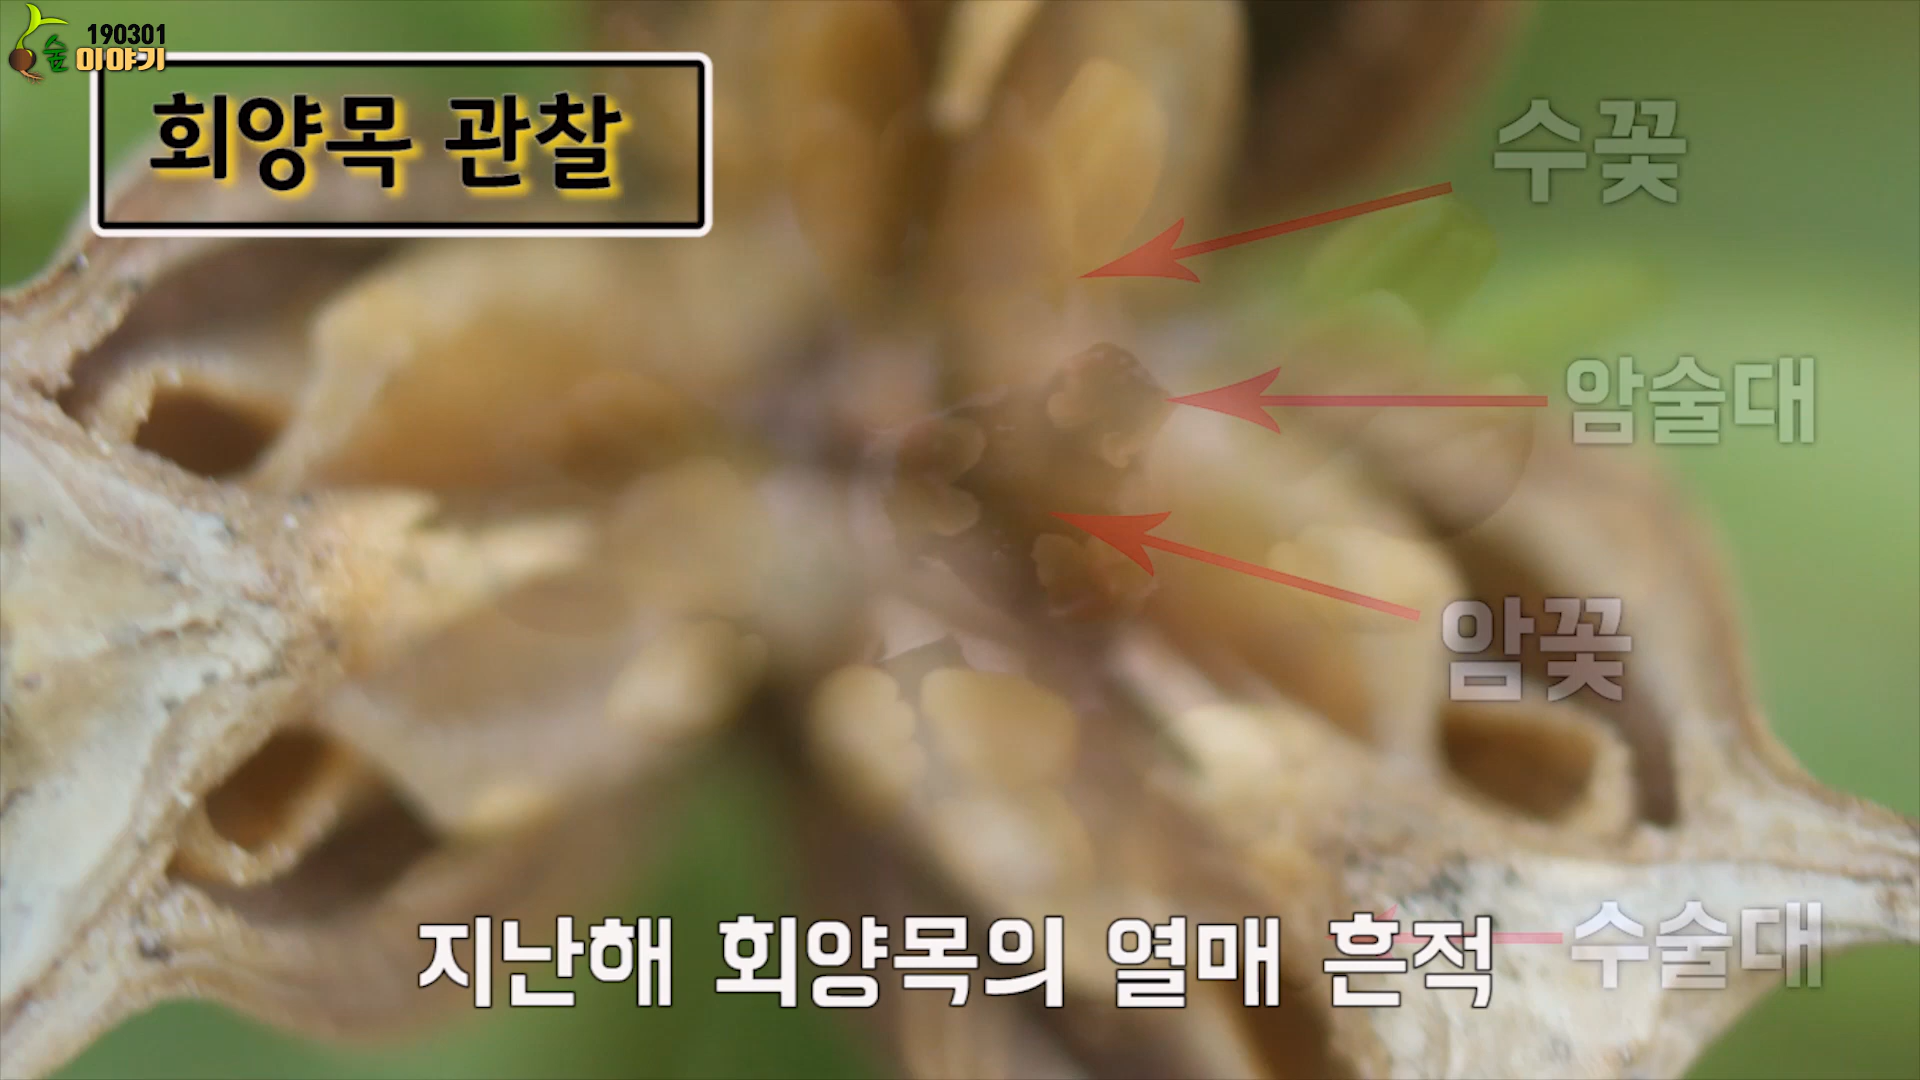 190301
숲 이야기
회양목 관찰
수꽃
암술대
암꽃
수술대
지난해 회양목의 열매 흔적